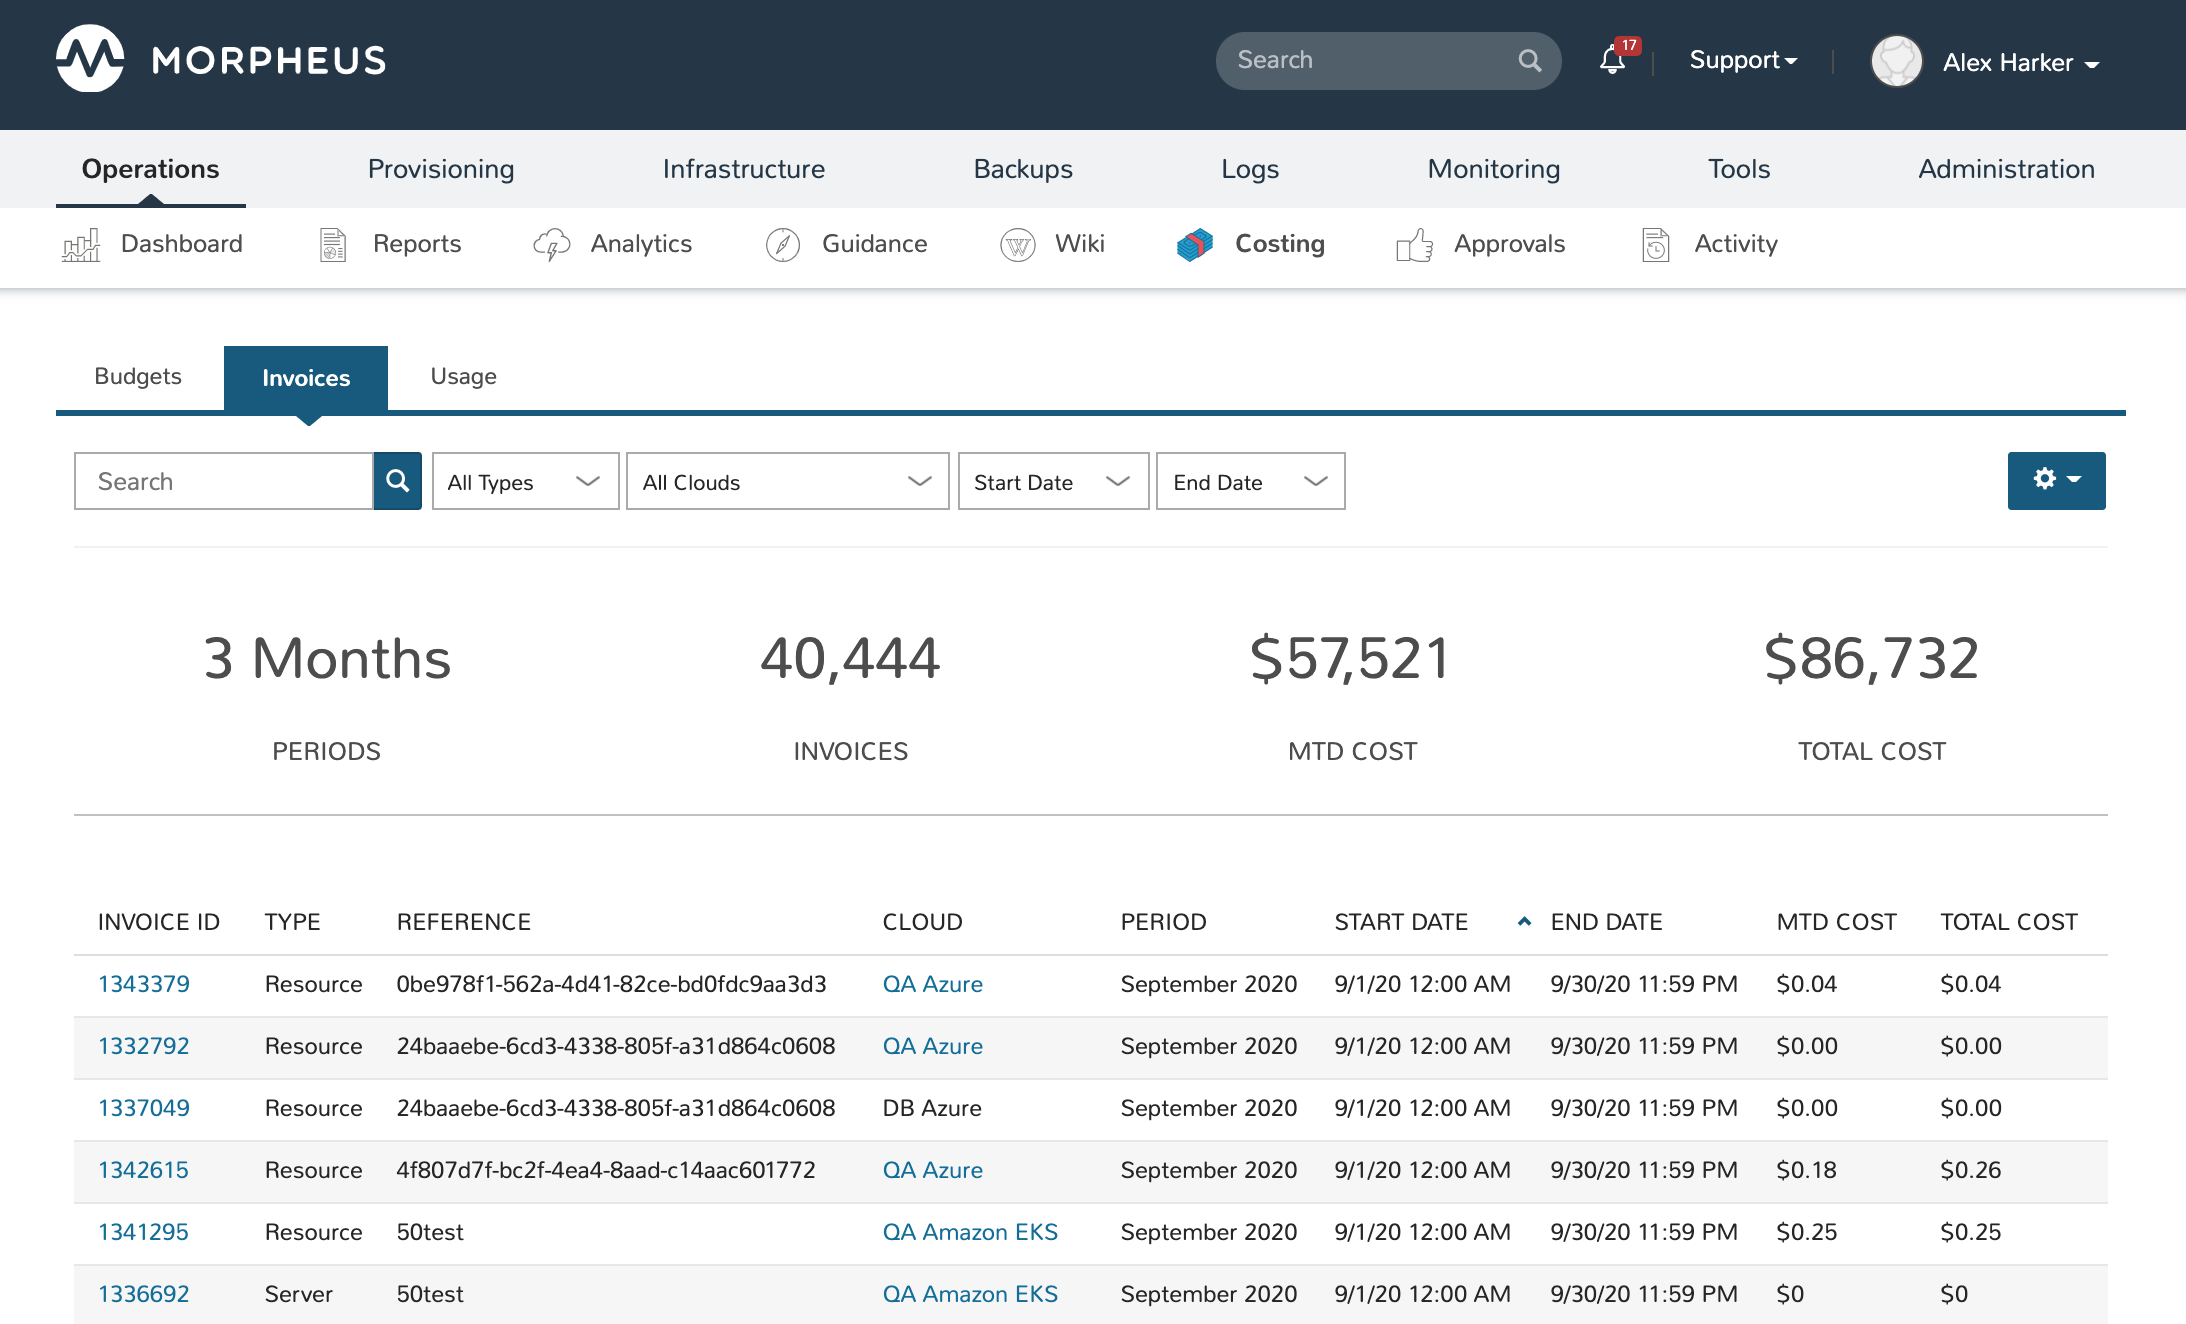 MORPHEUS
Search
17
Support
Alex Harker
Operations Provisioning Infrastructure Backups Logs Monitoring Tools Administration
Dashboard Reports Analytics Guidance Wiki Costing Approvals Activity
Budgets Invoices Usage
Search All Types All Clouds Start Date End Date
3 Months 40,444 $57,521 $86,732
PERIODS INVOICES MTD COST TOTAL COST
INVOICE ID TYPE REFERENCE CLOUD PERIOD START DATE END DATE MTD COST TOTAL COST
1343379 Resource 0be978f1-562a-4d41-82ce-bd0fdc9aa3d3 QA Azure September 2020 9/1/20 12:00 AM 9/30/20 11:59 PM $0.04 $0.04
1332792 Resource 24baaebe-6cd3-4338-805f-a31d864c0608 QA Azure September 2020 9/1/20 12:00 AM 9/30/20 11:59 PM $0.00 $0.00
1337049 Resource 24baaebe-6cd3-4338-805f-a31d864c0608 DB Azure September 2020 9/1/20 12:00 AM 9/30/20 11:59 PM $0.00 $0.00
1342615 Resource 4f807d7f-bc2f-4ea4-8aad-c14aac601772 QA Azure September 2020 9/1/20 12:00 AM 9/30/20 11:59 PM $0.18 $0.26
1341295 Resource 50test QA Amazon EKS September 2020 9/1/20 12:00 AM 9/30/20 11:59 PM $0.25 $0.25
1336692 Server 50test QA Amazon EKS September 2020 9/1/20 12:00 AM 9/30/20 11:59 PM $0 $0